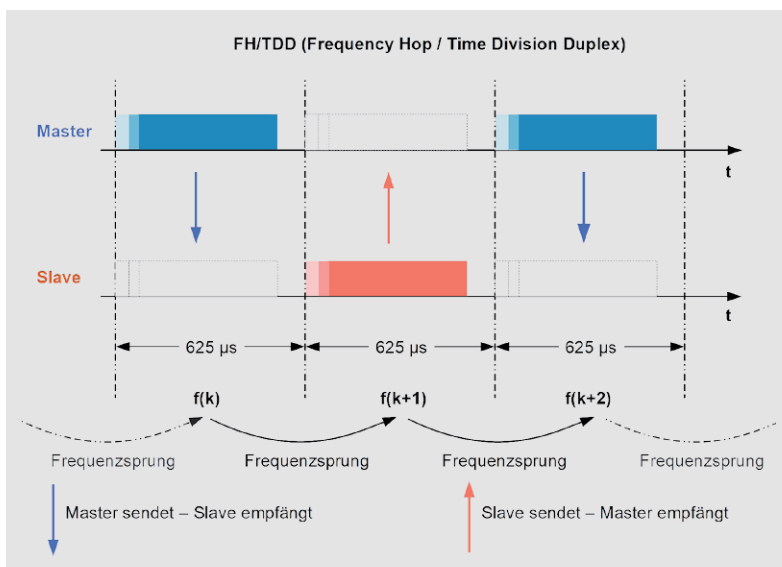 FH/TDD (Frequency Hop / Time Division Duplex)
Master
t
Slave
t
625 µs 625 µs 625 µs
f(k) f(k+1) f(k+2)
Frequenzsprung Frequenzsprung Frequenzsprung Frequenzsprung
Master sendet – Slave empfängt Slave sendet – Master empfängt